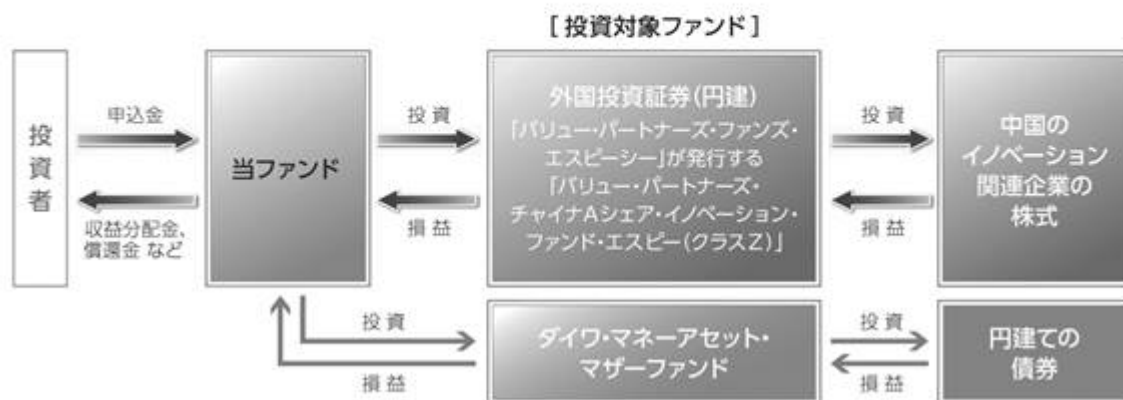 [投資対象ファンド]
投資者
申込金
収益分配金、
償還金 など
当ファンド
投資
損益
外国投資証券(円建)
「バリュー・パートナーズ・ファンズ・
エスピーシー」が発行する
「バリュー・パートナーズ・
チャイナAシェア・イノベーション・
ファンド・エスピー(クラスZ)」
投資
損益
中国の
イノベーション
関連企業の
株式
投資
損益
ダイワ・マネーアセット・
マザーファンド
投資
損益
円建ての
債券